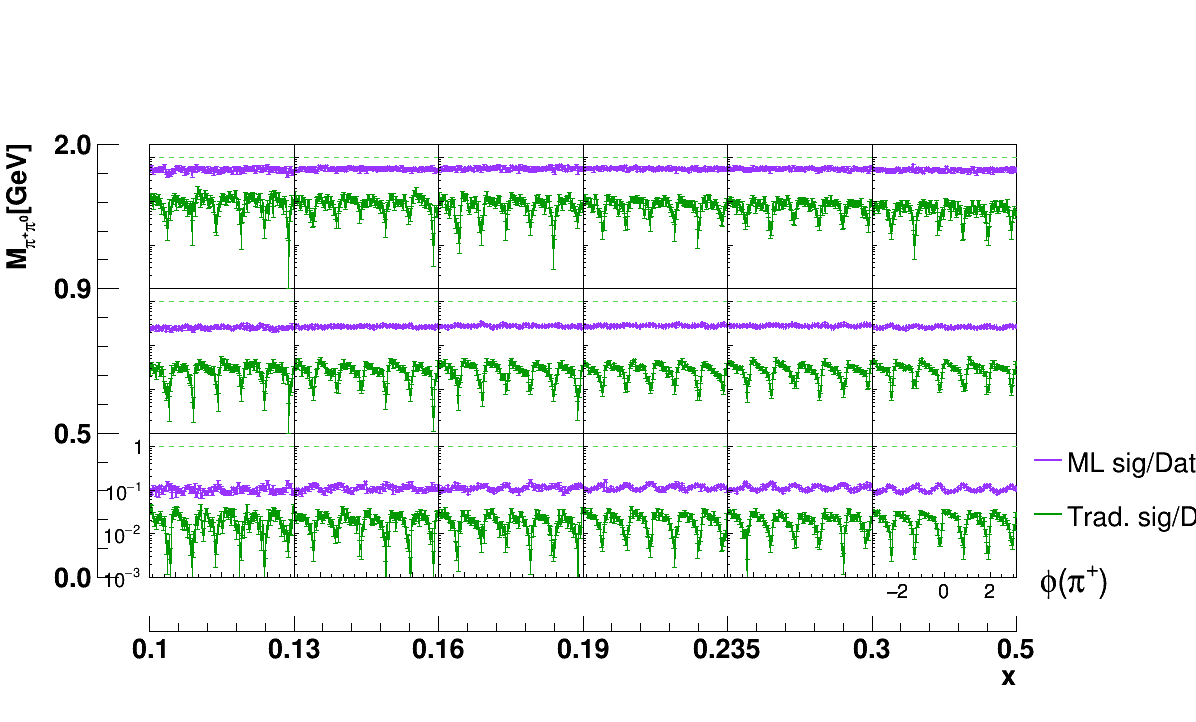 M_{π⁺π⁰}[GeV]
2.0
0.9
0.5
0.0
1
10⁻¹
10⁻²
10⁻³
ML sig/Dat
Trad. sig/D
−2 0 2
ϕ(π⁺)
0.1 0.13 0.16 0.19 0.235 0.3 0.5
x